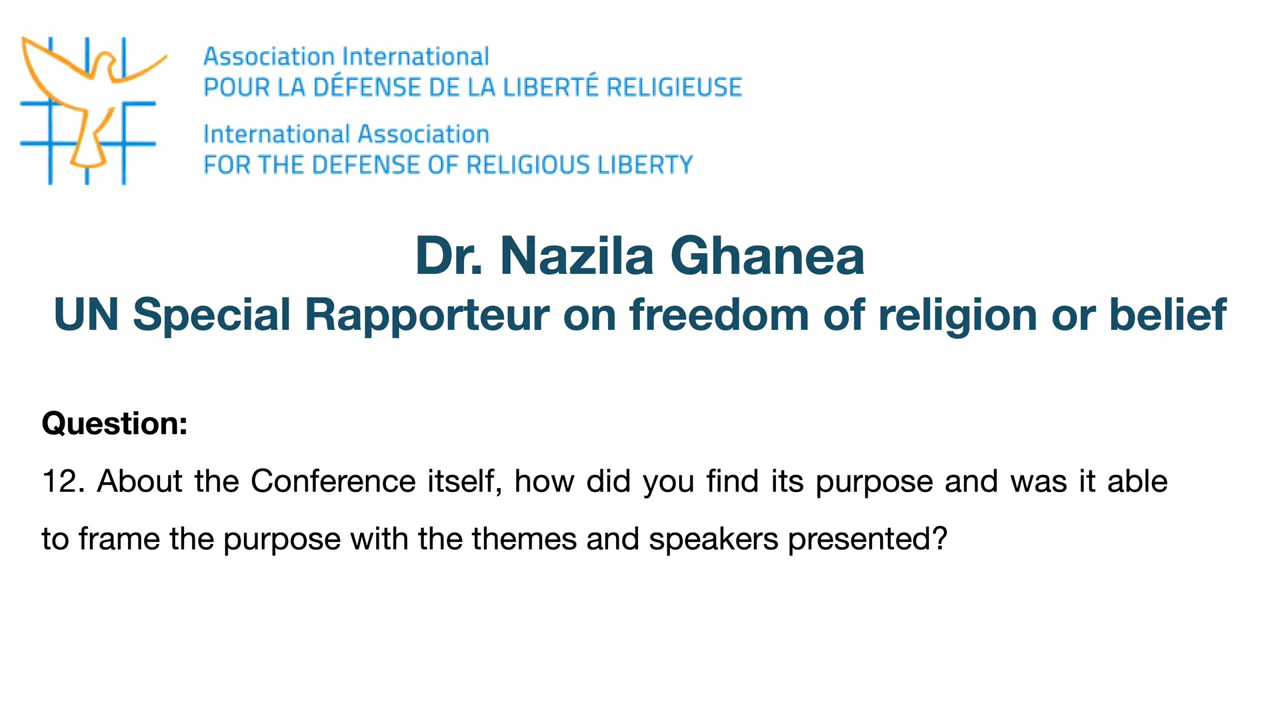 Association International
POUR LA DÉFENSE DE LA LIBERTÉ RELIGIEUSE
International Association
FOR THE DEFENSE OF RELIGIOUS LIBERTY
Dr. Nazila Ghanea
UN Special Rapporteur on freedom of religion or belief
Question:
12. About the Conference itself, how did you find its purpose and was it able
to frame the purpose with the themes and speakers presented?